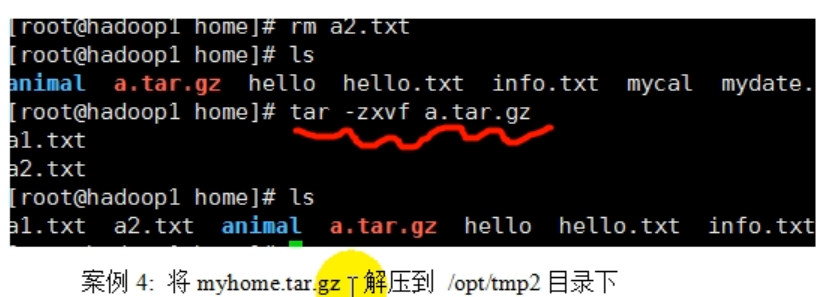 [root@hadoop1 home]# rm a2.txt
[root@hadoop1 home]# ls
animal a.tar.gz hello hello.txt info.txt mycal mydate.
[root@hadoop1 home]# tar -zxvf a.tar.gz
a1.txt
a2.txt
[root@hadoop1 home]# ls
a1.txt a2.txt animal a.tar.gz hello hello.txt info.txt
案例 4: 将 myhome.tar.gz 解压到 /opt/tmp2 目录下